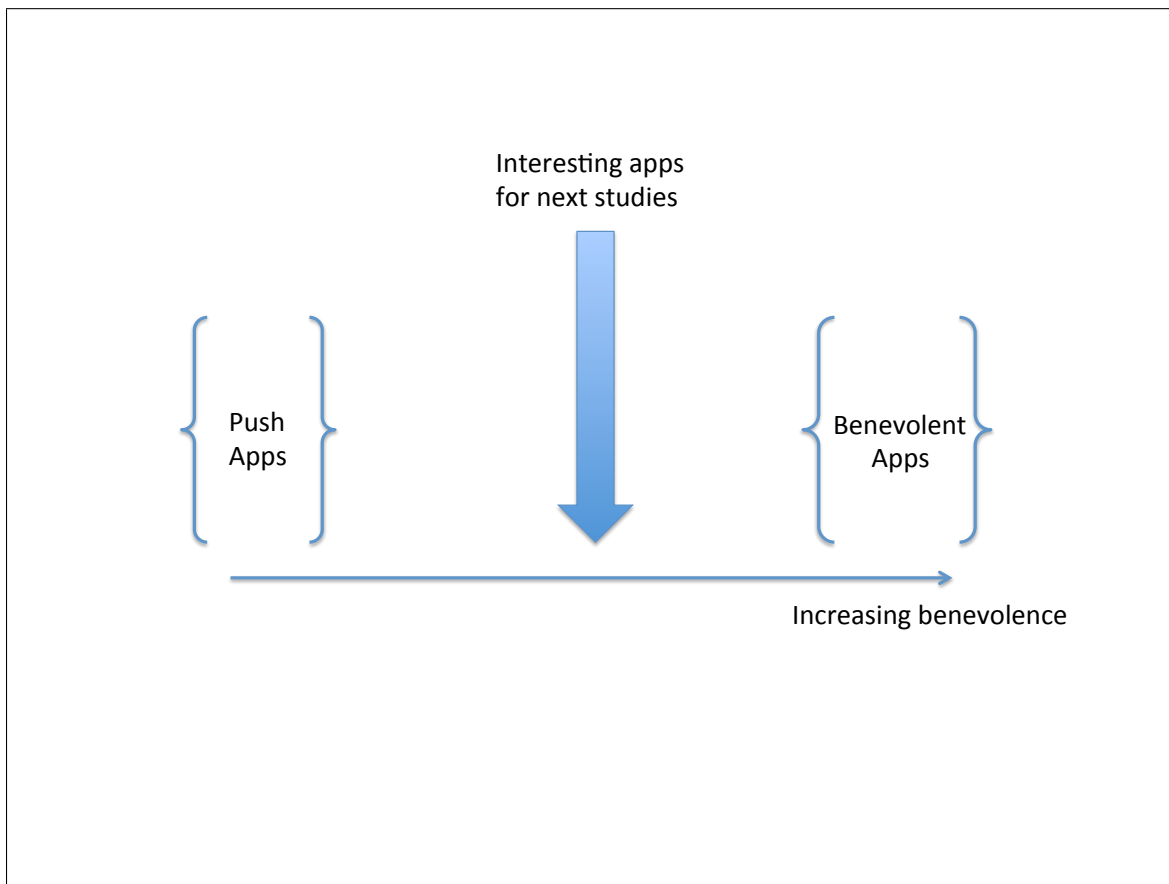 Interesting apps
for next studies
Push
Apps
Benevolent
Apps
Increasing benevolence